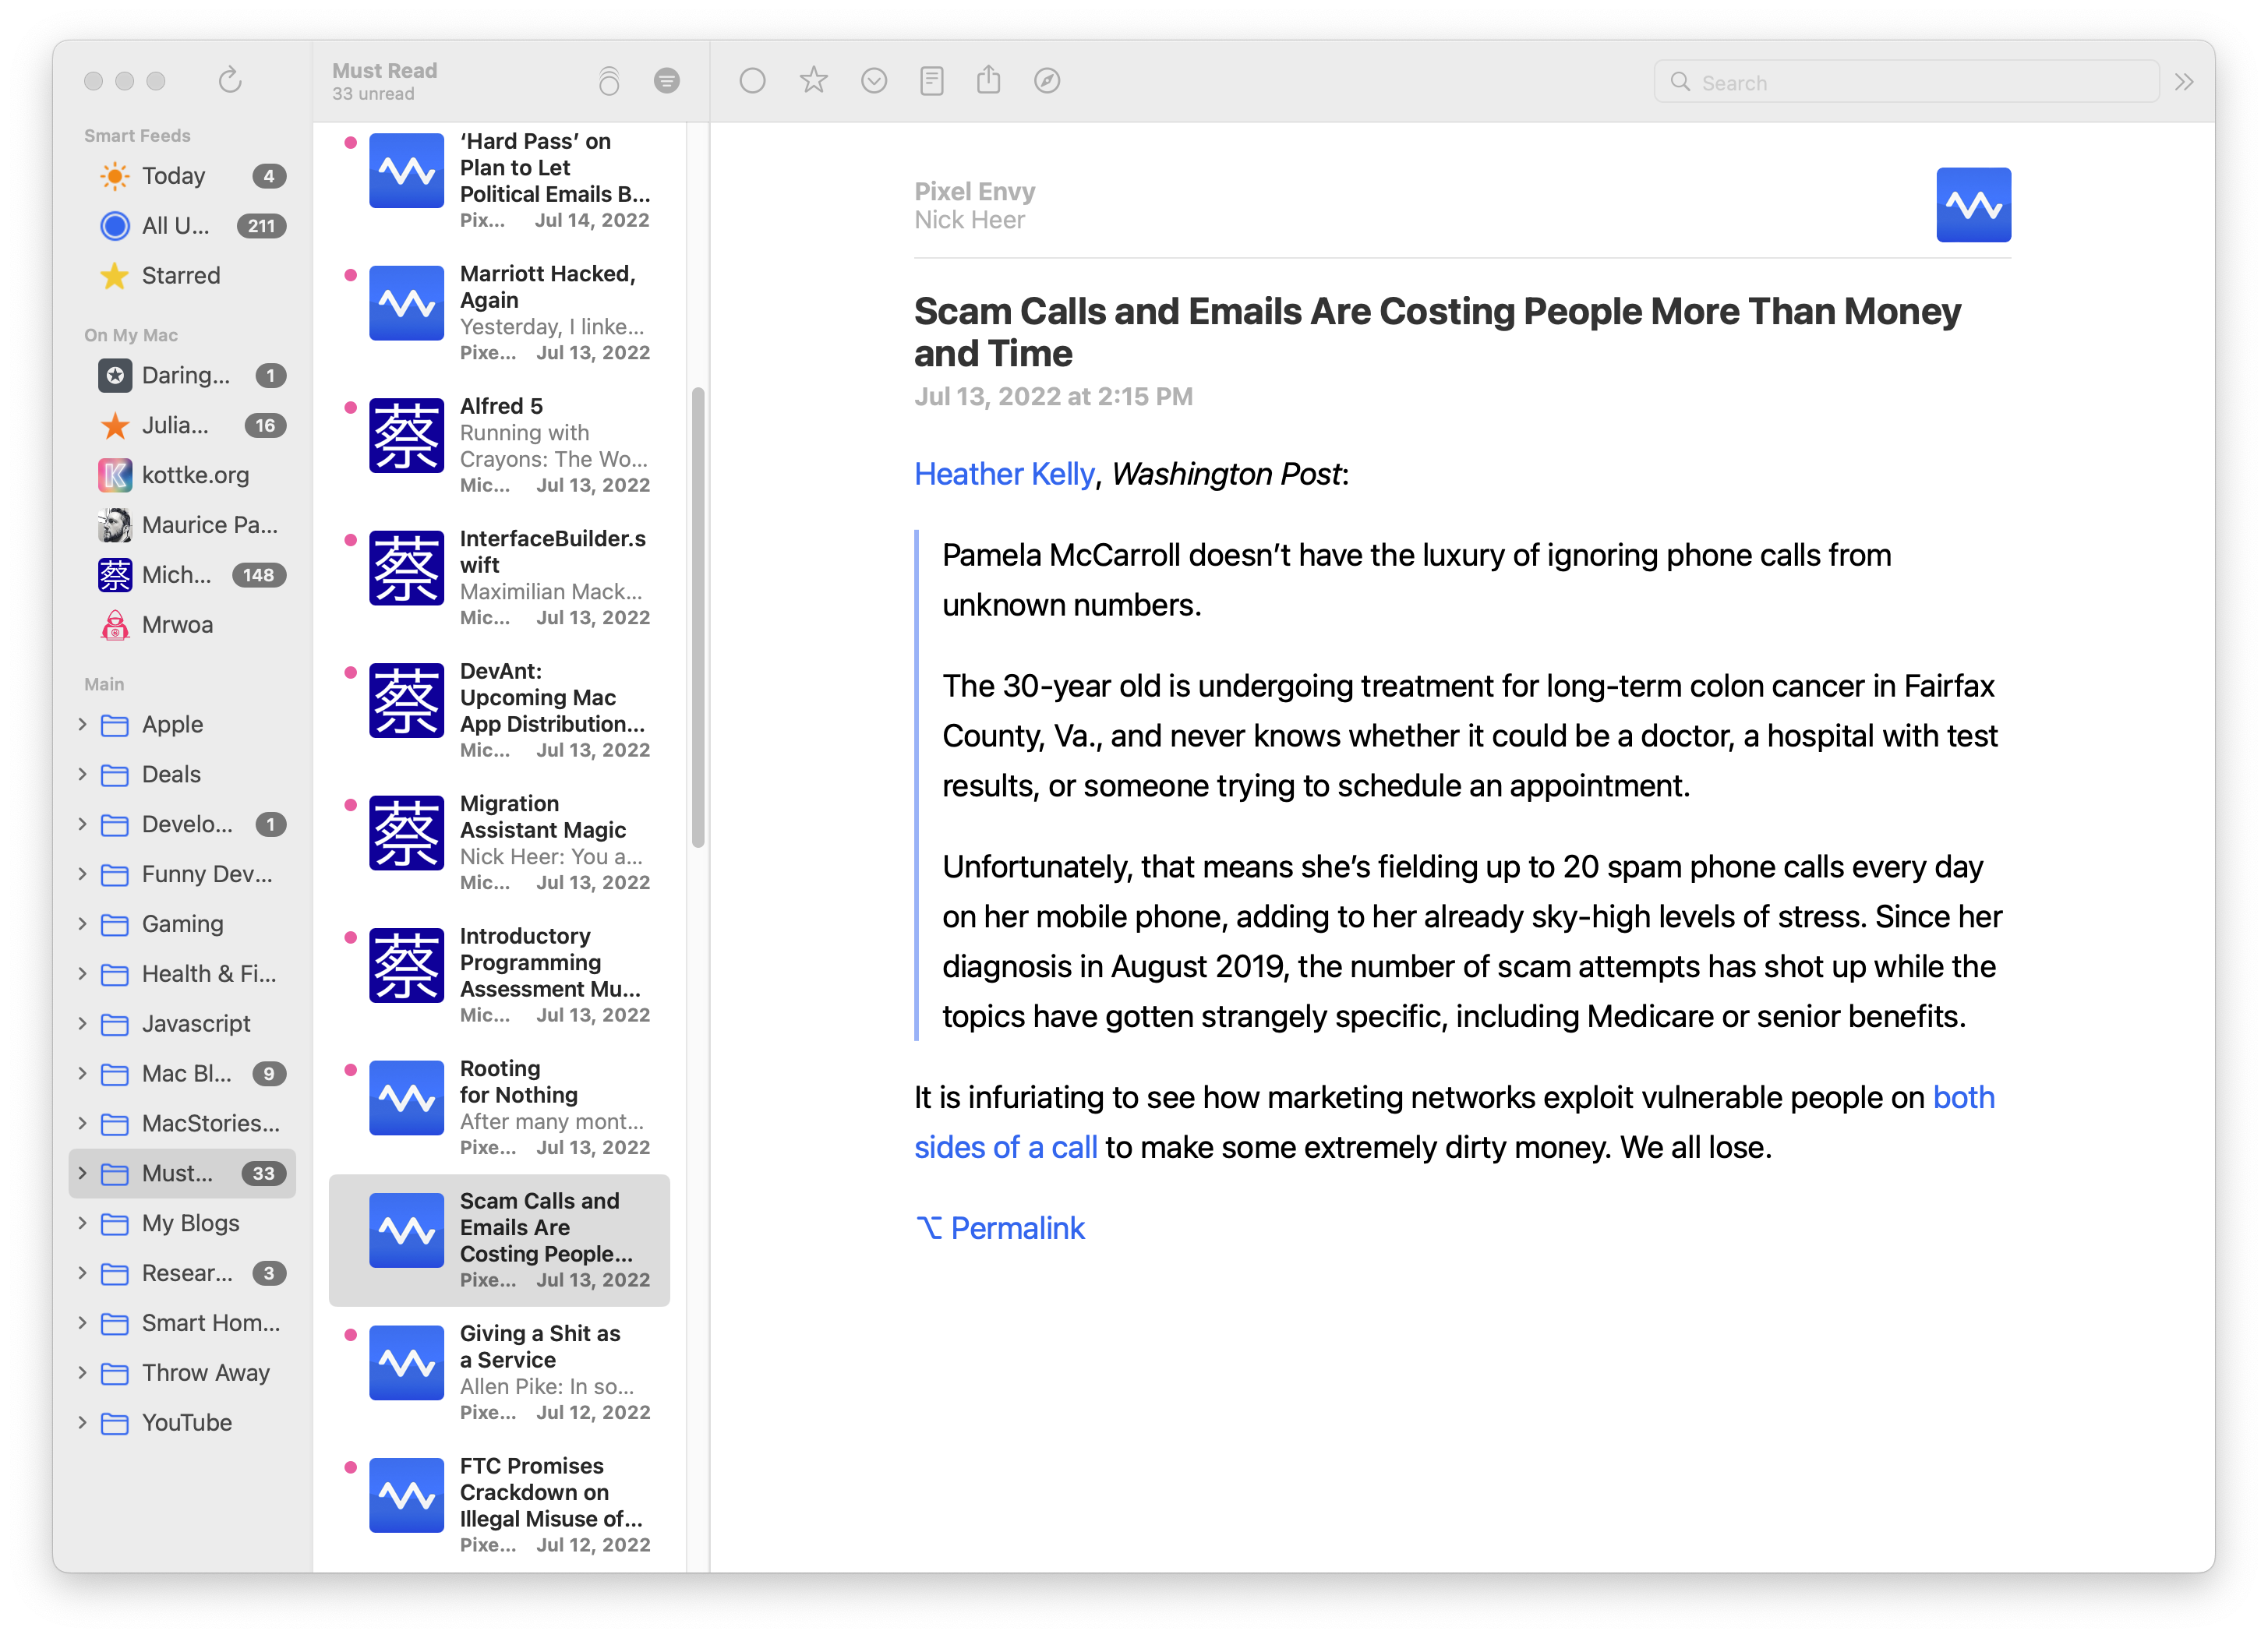 Smart Feeds
Today 4
All U... 211
Starred
On My Mac
Daring... 1
Julia... 16
K kottke.org
Maurice Pa...
蔡 Mich... 148
Mrwoa
Main
Apple
Deals
Develo... 1
Funny Dev...
Gaming
Health & Fi...
Javascript
Mac Bl... 9
MacStories...
Must... 33
My Blogs
Resear... 3
Smart Hom...
Throw Away
YouTube
Must Read
33 unread
‘Hard Pass’ on
Plan to Let
Political Emails B...
Pix... Jul 14, 2022
Marriott Hacked,
Again
Yesterday, I linke...
Pixe... Jul 13, 2022
蔡
Alfred 5
Running with
Crayons: The Wo...
Mic... Jul 13, 2022
蔡
InterfaceBuilder.s
wift
Maximilian Mack...
Mic... Jul 13, 2022
蔡
DevAnt:
Upcoming Mac
App Distribution...
Mic... Jul 13, 2022
蔡
Migration
Assistant Magic
Nick Heer: You a...
Mic... Jul 13, 2022
蔡
Introductory
Programming
Assessment Mu...
Mic... Jul 13, 2022
Rooting
for Nothing
After many mont...
Pixe... Jul 13, 2022
Scam Calls and
Emails Are
Costing People...
Pixe... Jul 13, 2022
Giving a Shit as
a Service
Allen Pike: In so...
Pixe... Jul 12, 2022
FTC Promises
Crackdown on
Illegal Misuse of...
Pixe... Jul 12, 2022
Search
Pixel Envy
Nick Heer
Scam Calls and Emails Are Costing People More Than Money
and Time
Jul 13, 2022 at 2:15 PM
Heather Kelly, Washington Post:
Pamela McCarroll doesn’t have the luxury of ignoring phone calls from
unknown numbers.
The 30-year old is undergoing treatment for long-term colon cancer in Fairfax
County, Va., and never knows whether it could be a doctor, a hospital with test
results, or someone trying to schedule an appointment.
Unfortunately, that means she’s fielding up to 20 spam phone calls every day
on her mobile phone, adding to her already sky-high levels of stress. Since her
diagnosis in August 2019, the number of scam attempts has shot up while the
topics have gotten strangely specific, including Medicare or senior benefits.
It is infuriating to see how marketing networks exploit vulnerable people on both
sides of a call to make some extremely dirty money. We all lose.
⌥ Permalink